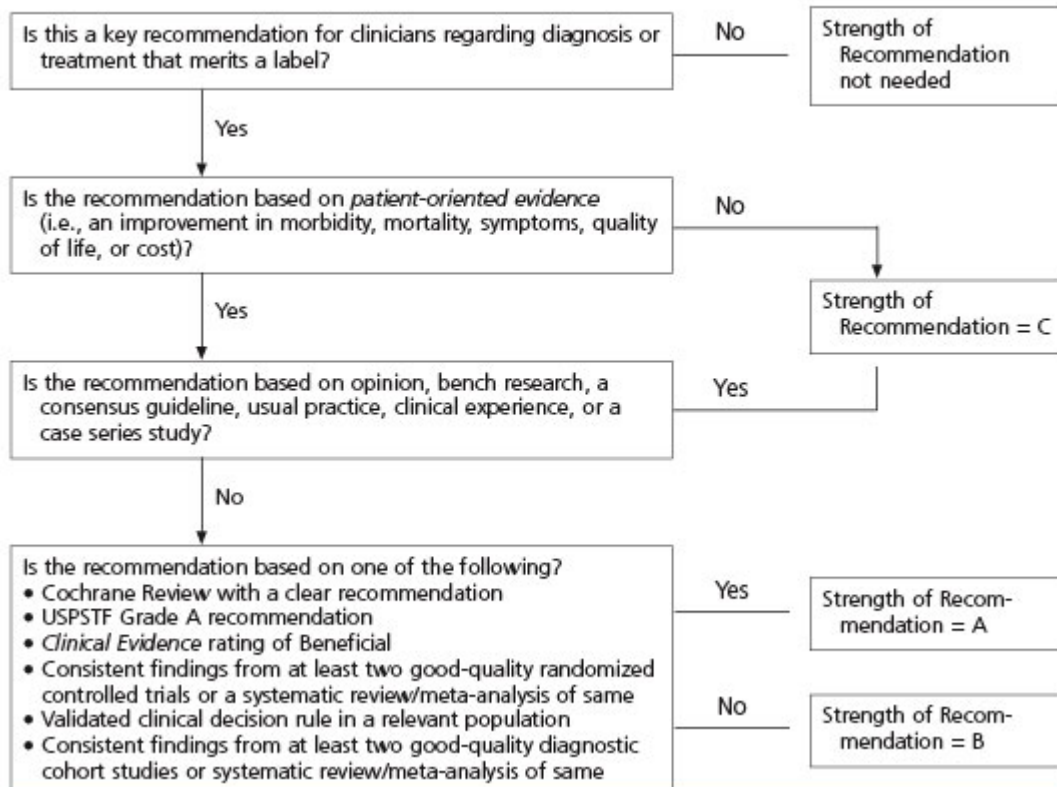 Is this a key recommendation for clinicians regarding diagnosis or
treatment that merits a label?
No
Strength of
Recommendation
not needed
Yes
Is the recommendation based on patient-oriented evidence
(i.e., an improvement in morbidity, mortality, symptoms, quality
of life, or cost)?
No
Strength of
Recommendation = C
Yes
Is the recommendation based on opinion, bench research, a
consensus guideline, usual practice, clinical experience, or a
case series study?
Yes
No
Is the recommendation based on one of the following?
• Cochrane Review with a clear recommendation
• USPSTF Grade A recommendation
• Clinical Evidence rating of Beneficial
• Consistent findings from at least two good-quality randomized
controlled trials or a systematic review/meta-analysis of same
• Validated clinical decision rule in a relevant population
• Consistent findings from at least two good-quality diagnostic
cohort studies or systematic review/meta-analysis of same
Yes
Strength of Recom-
mendation = A
No
Strength of Recom-
mendation = B